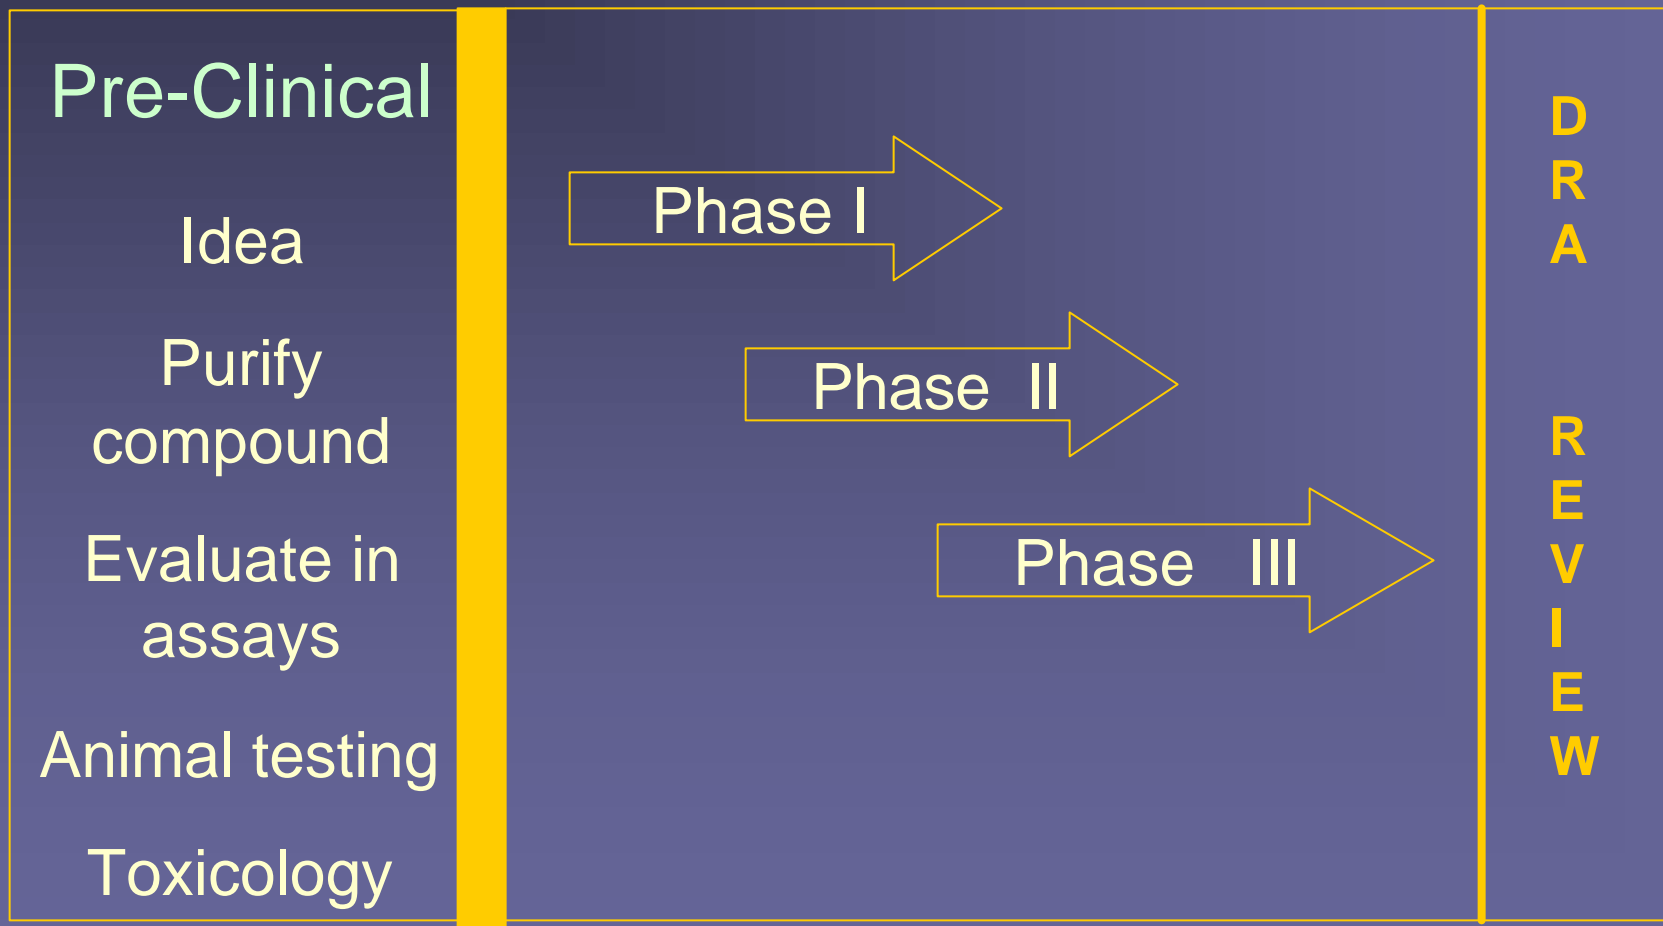 Pre-Clinical
Idea
Purify
compound
Evaluate in
assays
Animal testing
Toxicology
Phase I
Phase II
Phase III
D
R
A
R
E
V
I
E
W